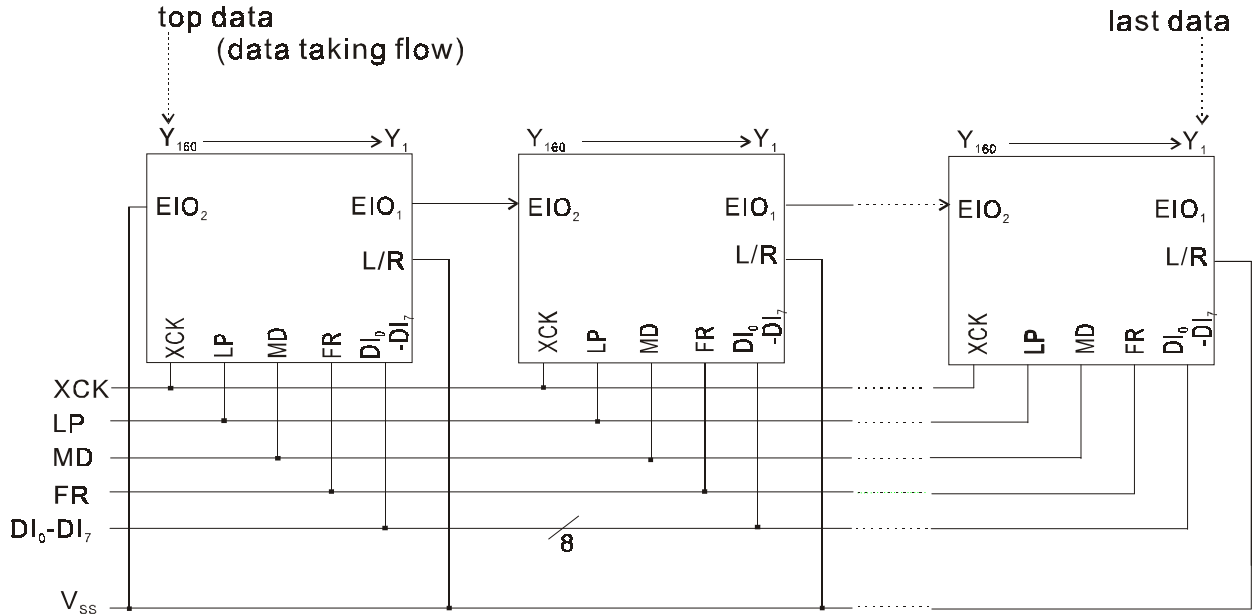 top data
(data taking flow)
last data
Y₁₆₀ Y₁
Y₁₆₀ Y₁
Y₁₆₀ Y₁
EIO₂ EIO₁
EIO₂ EIO₁
EIO₂ EIO₁
L/R
L/R
L/R
XCK LP MD FR DI₀-DI₇
XCK LP MD FR DI₀-DI₇
XCK LP MD FR DI₀-DI₇
XCK
LP
MD
FR
DI₀-DI₇
8
V_SS